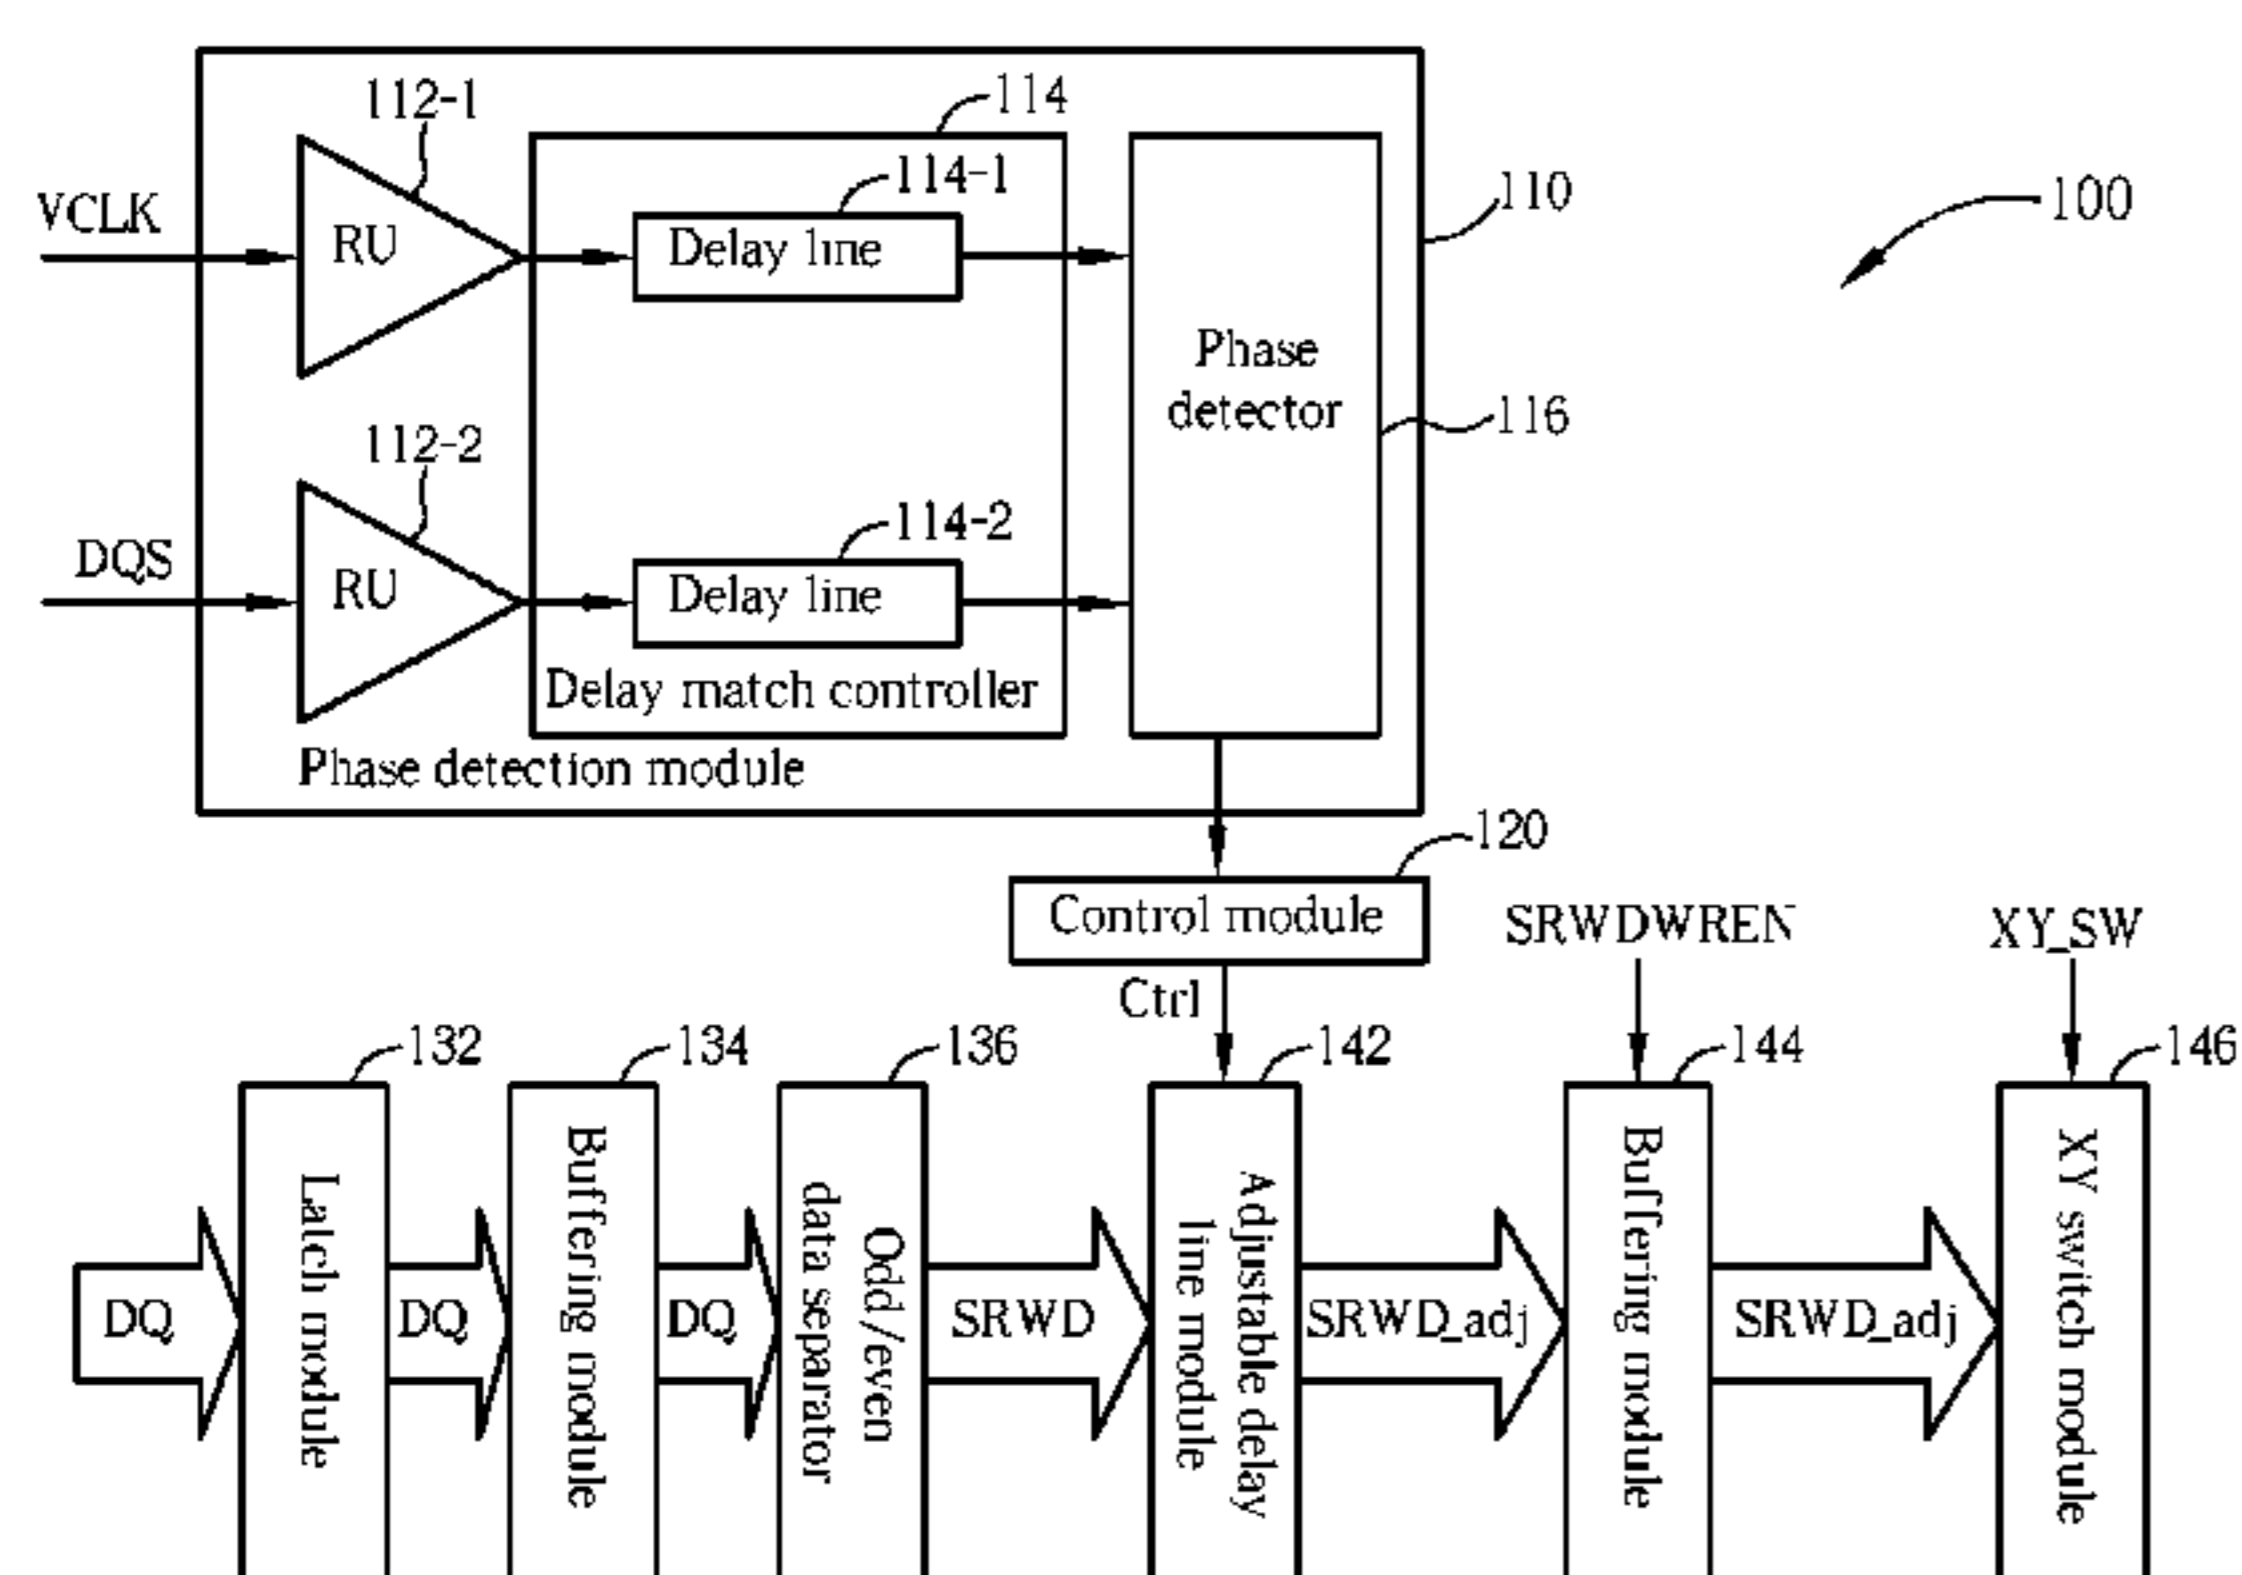 112-1
114
114-1
VCLK
RU
Delay line
110
100
Phase
detector
116
112-2
114-2
DQS
RU
Delay line
Delay match controller
Phase detection module
120
Control module
SRWDWREN
XY_SW
Ctrl
132
134
136
142
144
146
DQ
Latch module
DQ
Buffering module
DQ
Odd/even
data separator
SRWD
Adjustable delay
line module
SRWD_adj
Buffering module
SRWD_adj
XY switch module